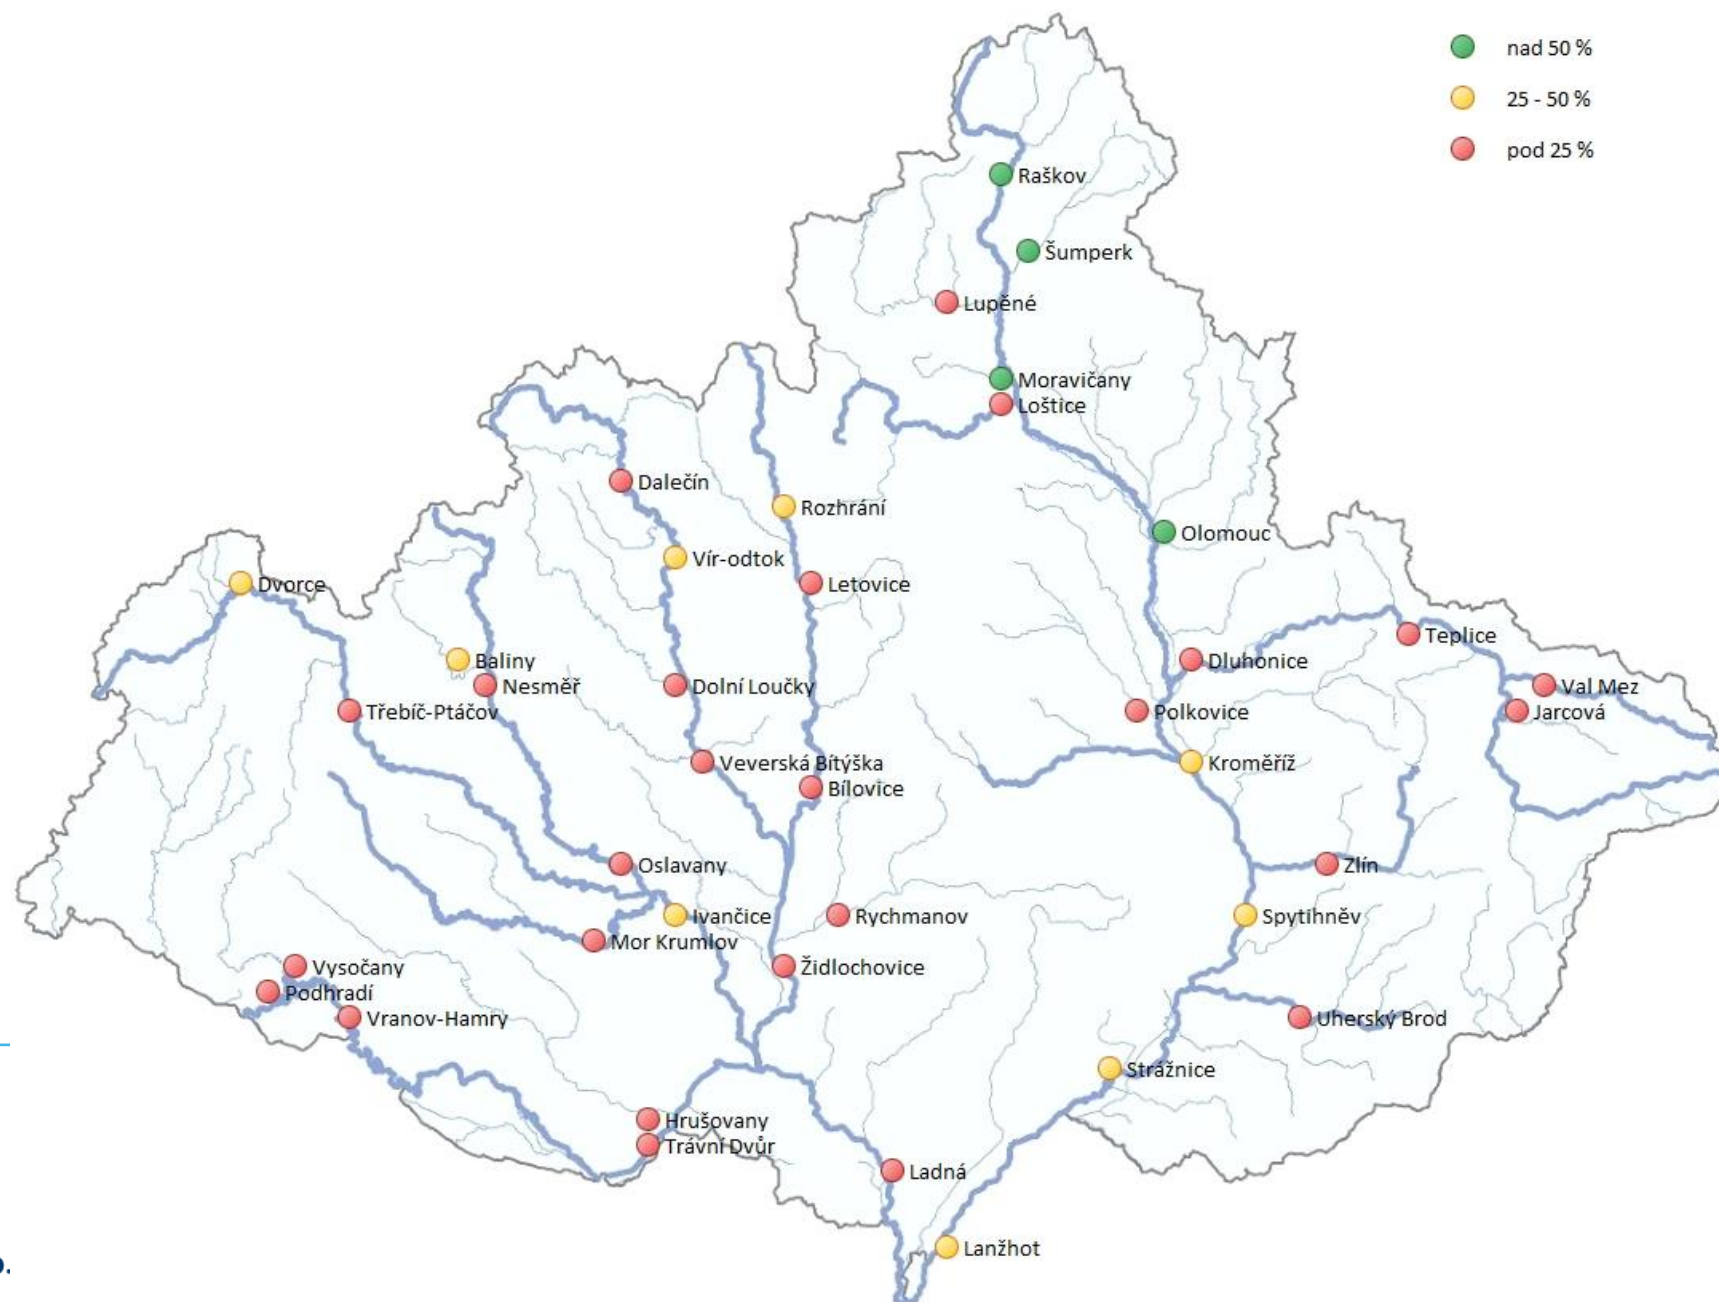 nad 50 %
25 - 50 %
pod 25 %
Raškov
Šumperk
Lupěné
Moravičany
Loštice
Dalečín
Rozhrání
Olomouc
Vír-odtok
Dvorce
Letovice
Teplice
Baliny
Dluhonice
Nesměř
Dolní Loučky
Val Mez
Třebíč-Ptáčov
Polkovice
Jarcová
Veverská Bítýška
Kroměříž
Bílovice
Oslavany
Zlín
Ivančice
Rychmanov
Spytihněv
Mor Krumlov
Vysočany
Židlochovice
Podhradí
Vranov-Hamry
Uherský Brod
Strážnice
Hrušovany
Trávní Dvůr
Ladná
Lanžhot